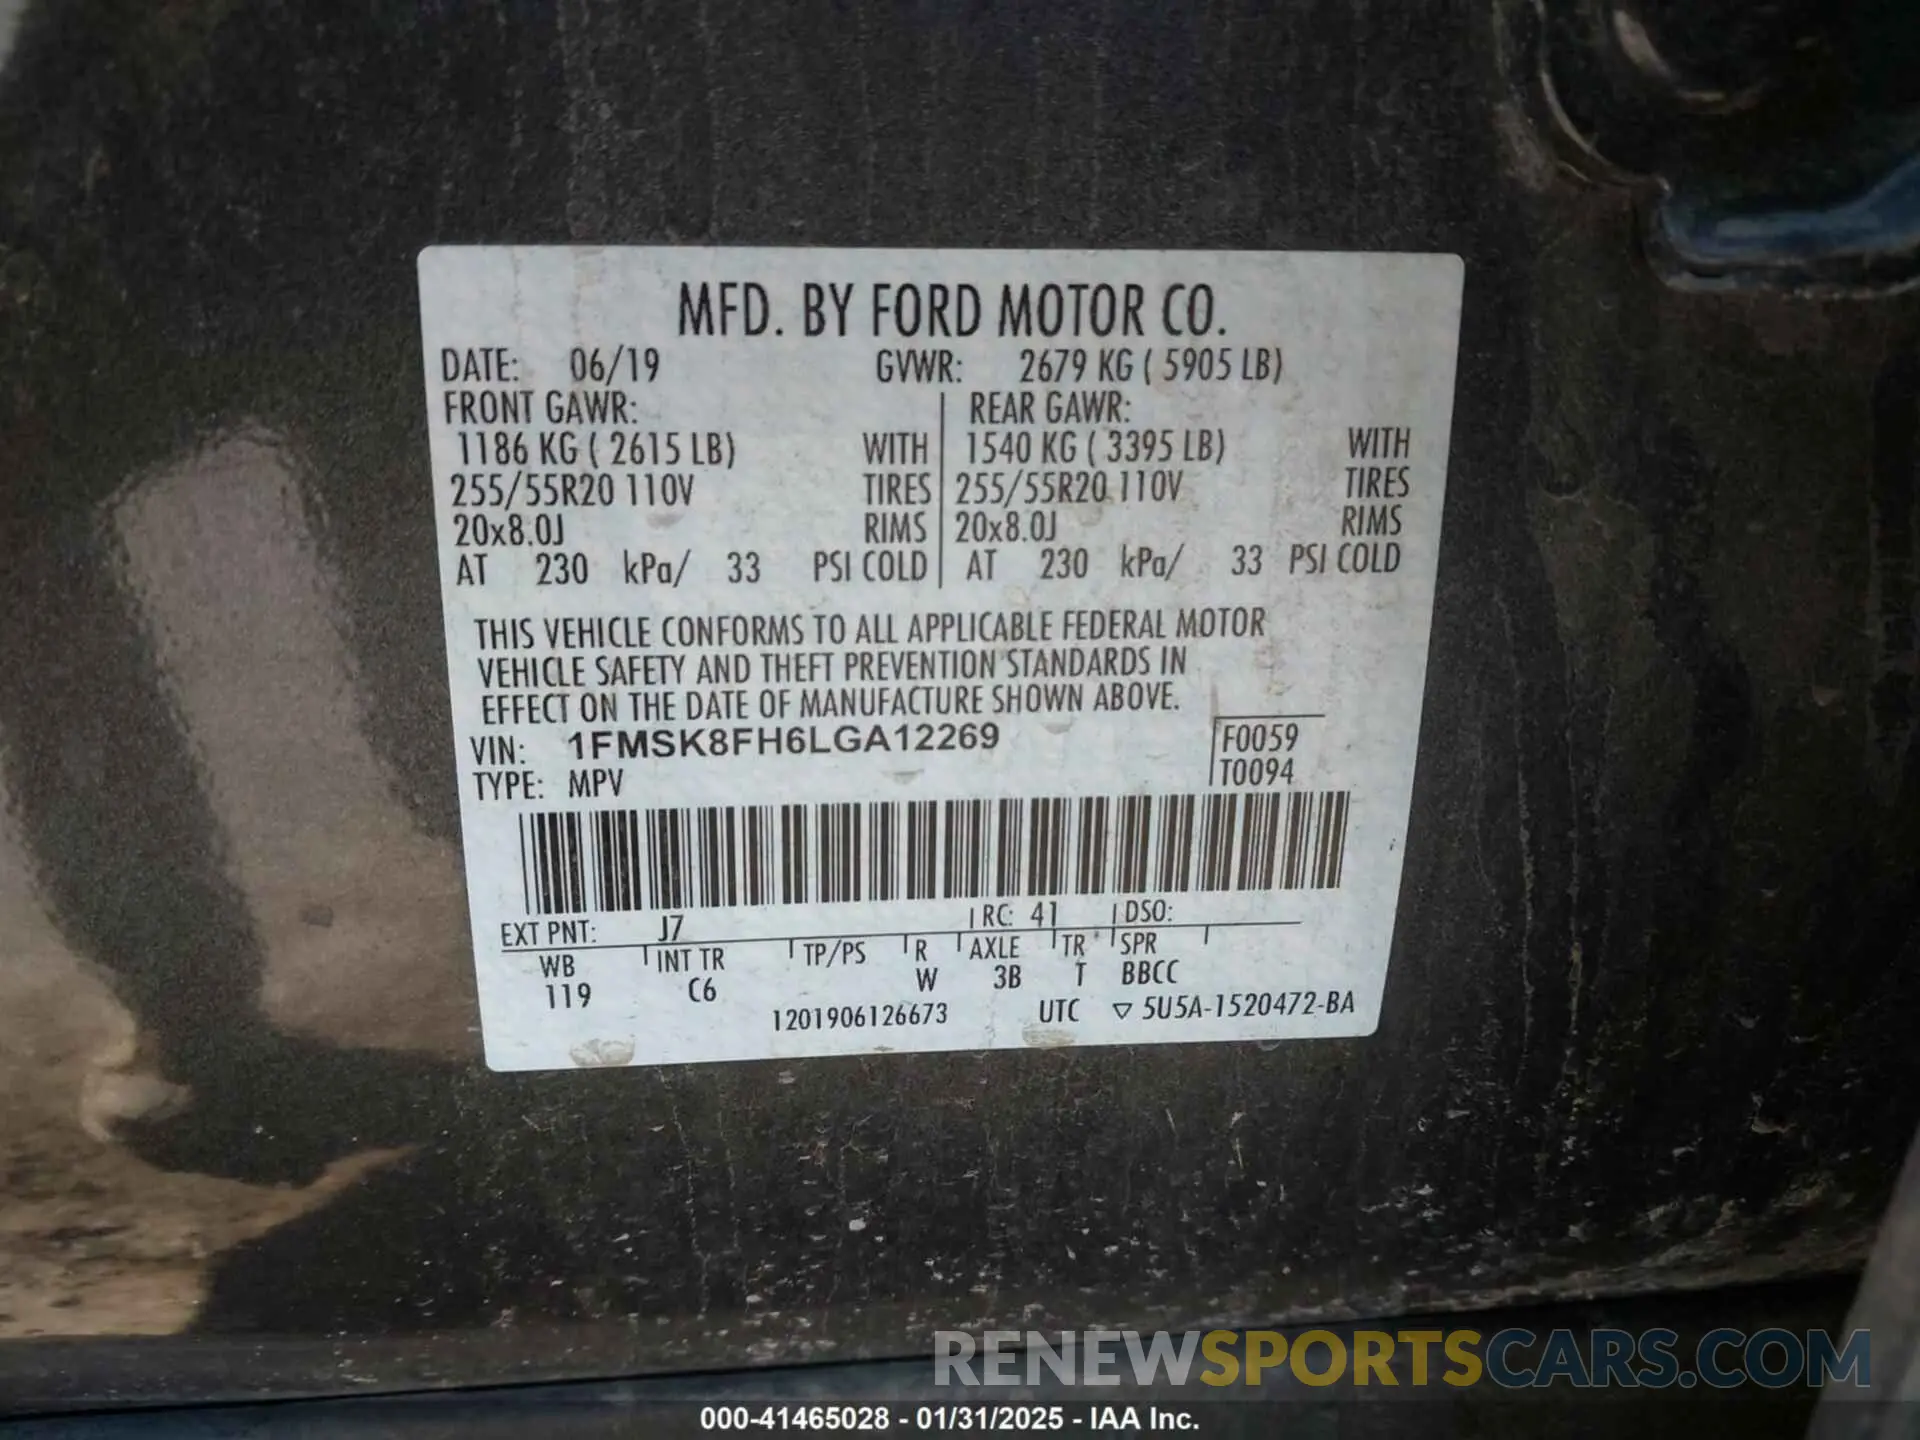 MFD. BY FORD MOTOR CO.
DATE: 06/19 GVWR: 2679 KG ( 5905 LB)
FRONT GAWR: REAR GAWR:
1186 KG ( 2615 LB) WITH 1540 KG ( 3395 LB) WITH
255/55R20 110V TIRES 255/55R20 110V TIRES
20x8.0J RIMS 20x8.0J RIMS
AT 230 kPa/ 33 PSI COLD AT 230 kPa/ 33 PSI COLD
THIS VEHICLE CONFORMS TO ALL APPLICABLE FEDERAL MOTOR
VEHICLE SAFETY AND THEFT PREVENTION STANDARDS IN
EFFECT ON THE DATE OF MANUFACTURE SHOWN ABOVE.
VIN: 1FMSK8FH6LGA12269 F0059
TYPE: MPV T0094
EXT PNT: J7 RC: 41 DSO:
WB INT TR TP/PS R AXLE TR SPR
119 C6 W 3B T BBCC
1201906126673 UTC ▽ 5U5A-1520472-BA
RENEWSPORTSCARS.COM
000-41465028 - 01/31/2025 - IAA Inc.